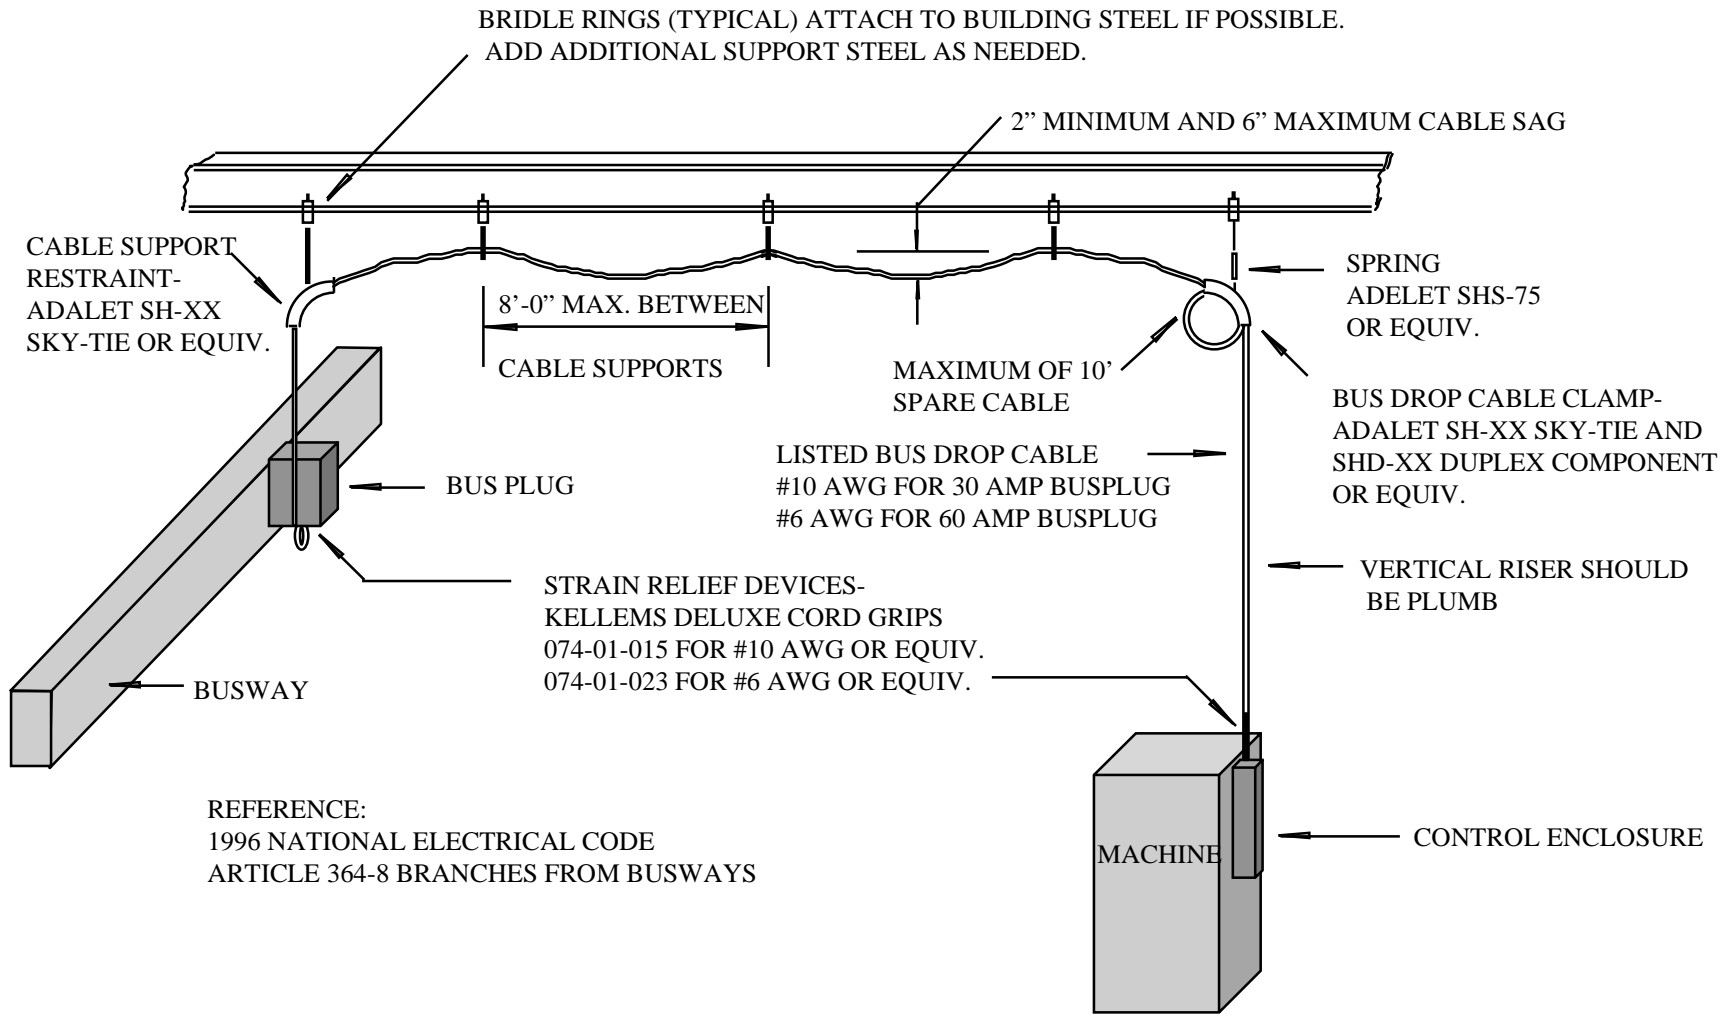 BRIDLE RINGS (TYPICAL) ATTACH TO BUILDING STEEL IF POSSIBLE.
ADD ADDITIONAL SUPPORT STEEL AS NEEDED.
2” MINIMUM AND 6” MAXIMUM CABLE SAG
CABLE SUPPORT
RESTRAINT-
ADALET SH-XX
SKY-TIE OR EQUIV.
8’-0” MAX. BETWEEN
CABLE SUPPORTS
SPRING
ADELET SHS-75
OR EQUIV.
MAXIMUM OF 10’
SPARE CABLE
BUS DROP CABLE CLAMP-
ADALET SH-XX SKY-TIE AND
SHD-XX DUPLEX COMPONENT
OR EQUIV.
LISTED BUS DROP CABLE
#10 AWG FOR 30 AMP BUSPLUG
#6 AWG FOR 60 AMP BUSPLUG
BUS PLUG
VERTICAL RISER SHOULD
BE PLUMB
STRAIN RELIEF DEVICES-
KELLEMS DELUXE CORD GRIPS
074-01-015 FOR #10 AWG OR EQUIV.
074-01-023 FOR #6 AWG OR EQUIV.
BUSWAY
REFERENCE:
1996 NATIONAL ELECTRICAL CODE
ARTICLE 364-8 BRANCHES FROM BUSWAYS
MACHINE
CONTROL ENCLOSURE